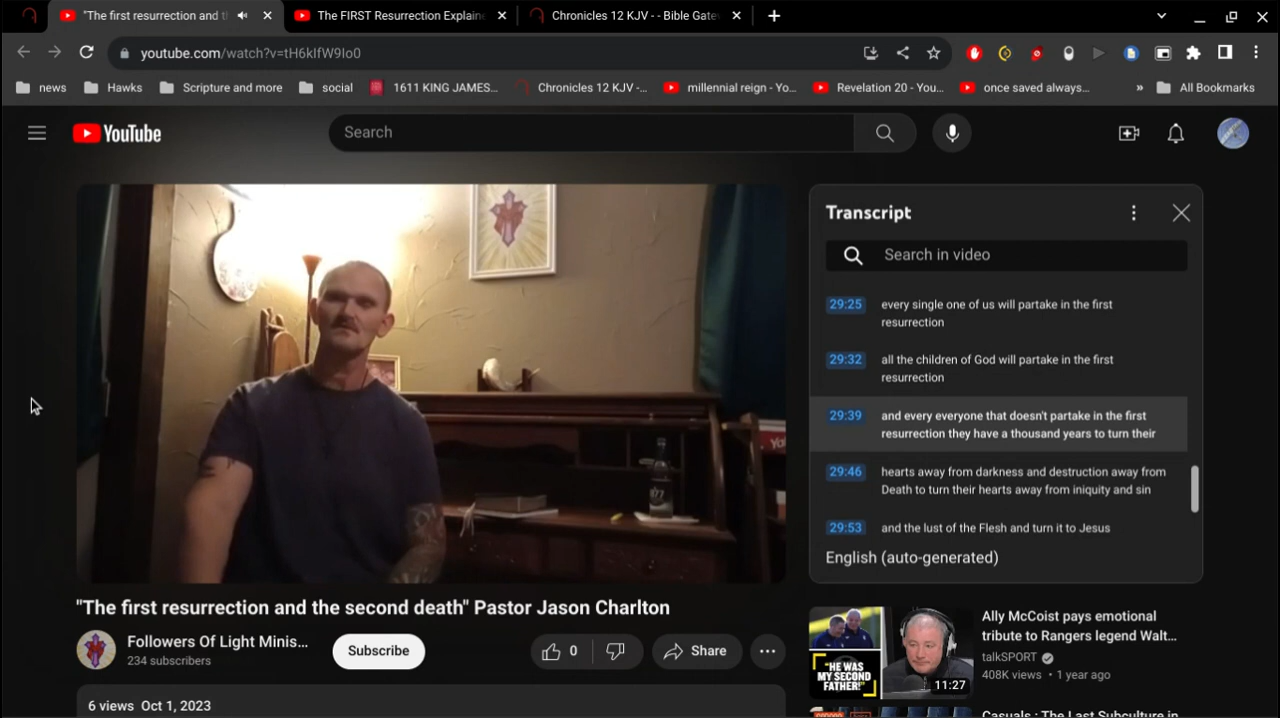 "The first resurrection and t
The FIRST Resurrection Explaine
Chronicles 12 KJV - - Bible Gate
youtube.com/watch?v=tH6kIfW9Io0
news
Hawks
Scripture and more
social
1611 KING JAMES...
Chronicles 12 KJV -...
millennial reign - Yo...
Revelation 20 - You...
once saved always...
»
All Bookmarks
YouTube
Search
Transcript
Search in video
29:25 every single one of us will partake in the first
resurrection
29:32 all the children of God will partake in the first
resurrection
29:39 and every everyone that doesn't partake in the first
resurrection they have a thousand years to turn their
29:46 hearts away from darkness and destruction away from
Death to turn their hearts away from iniquity and sin
29:53 and the lust of the Flesh and turn it to Jesus
English (auto-generated)
"The first resurrection and the second death" Pastor Jason Charlton
Followers Of Light Minis...
234 subscribers
Subscribe
0
Share
6 views Oct 1, 2023
"HE WAS
MY SECOND
FATHER!"
11:27
Ally McCoist pays emotional
tribute to Rangers legend Walt...
talkSPORT
408K views • 1 year ago
Casuals : The Last Subculture in